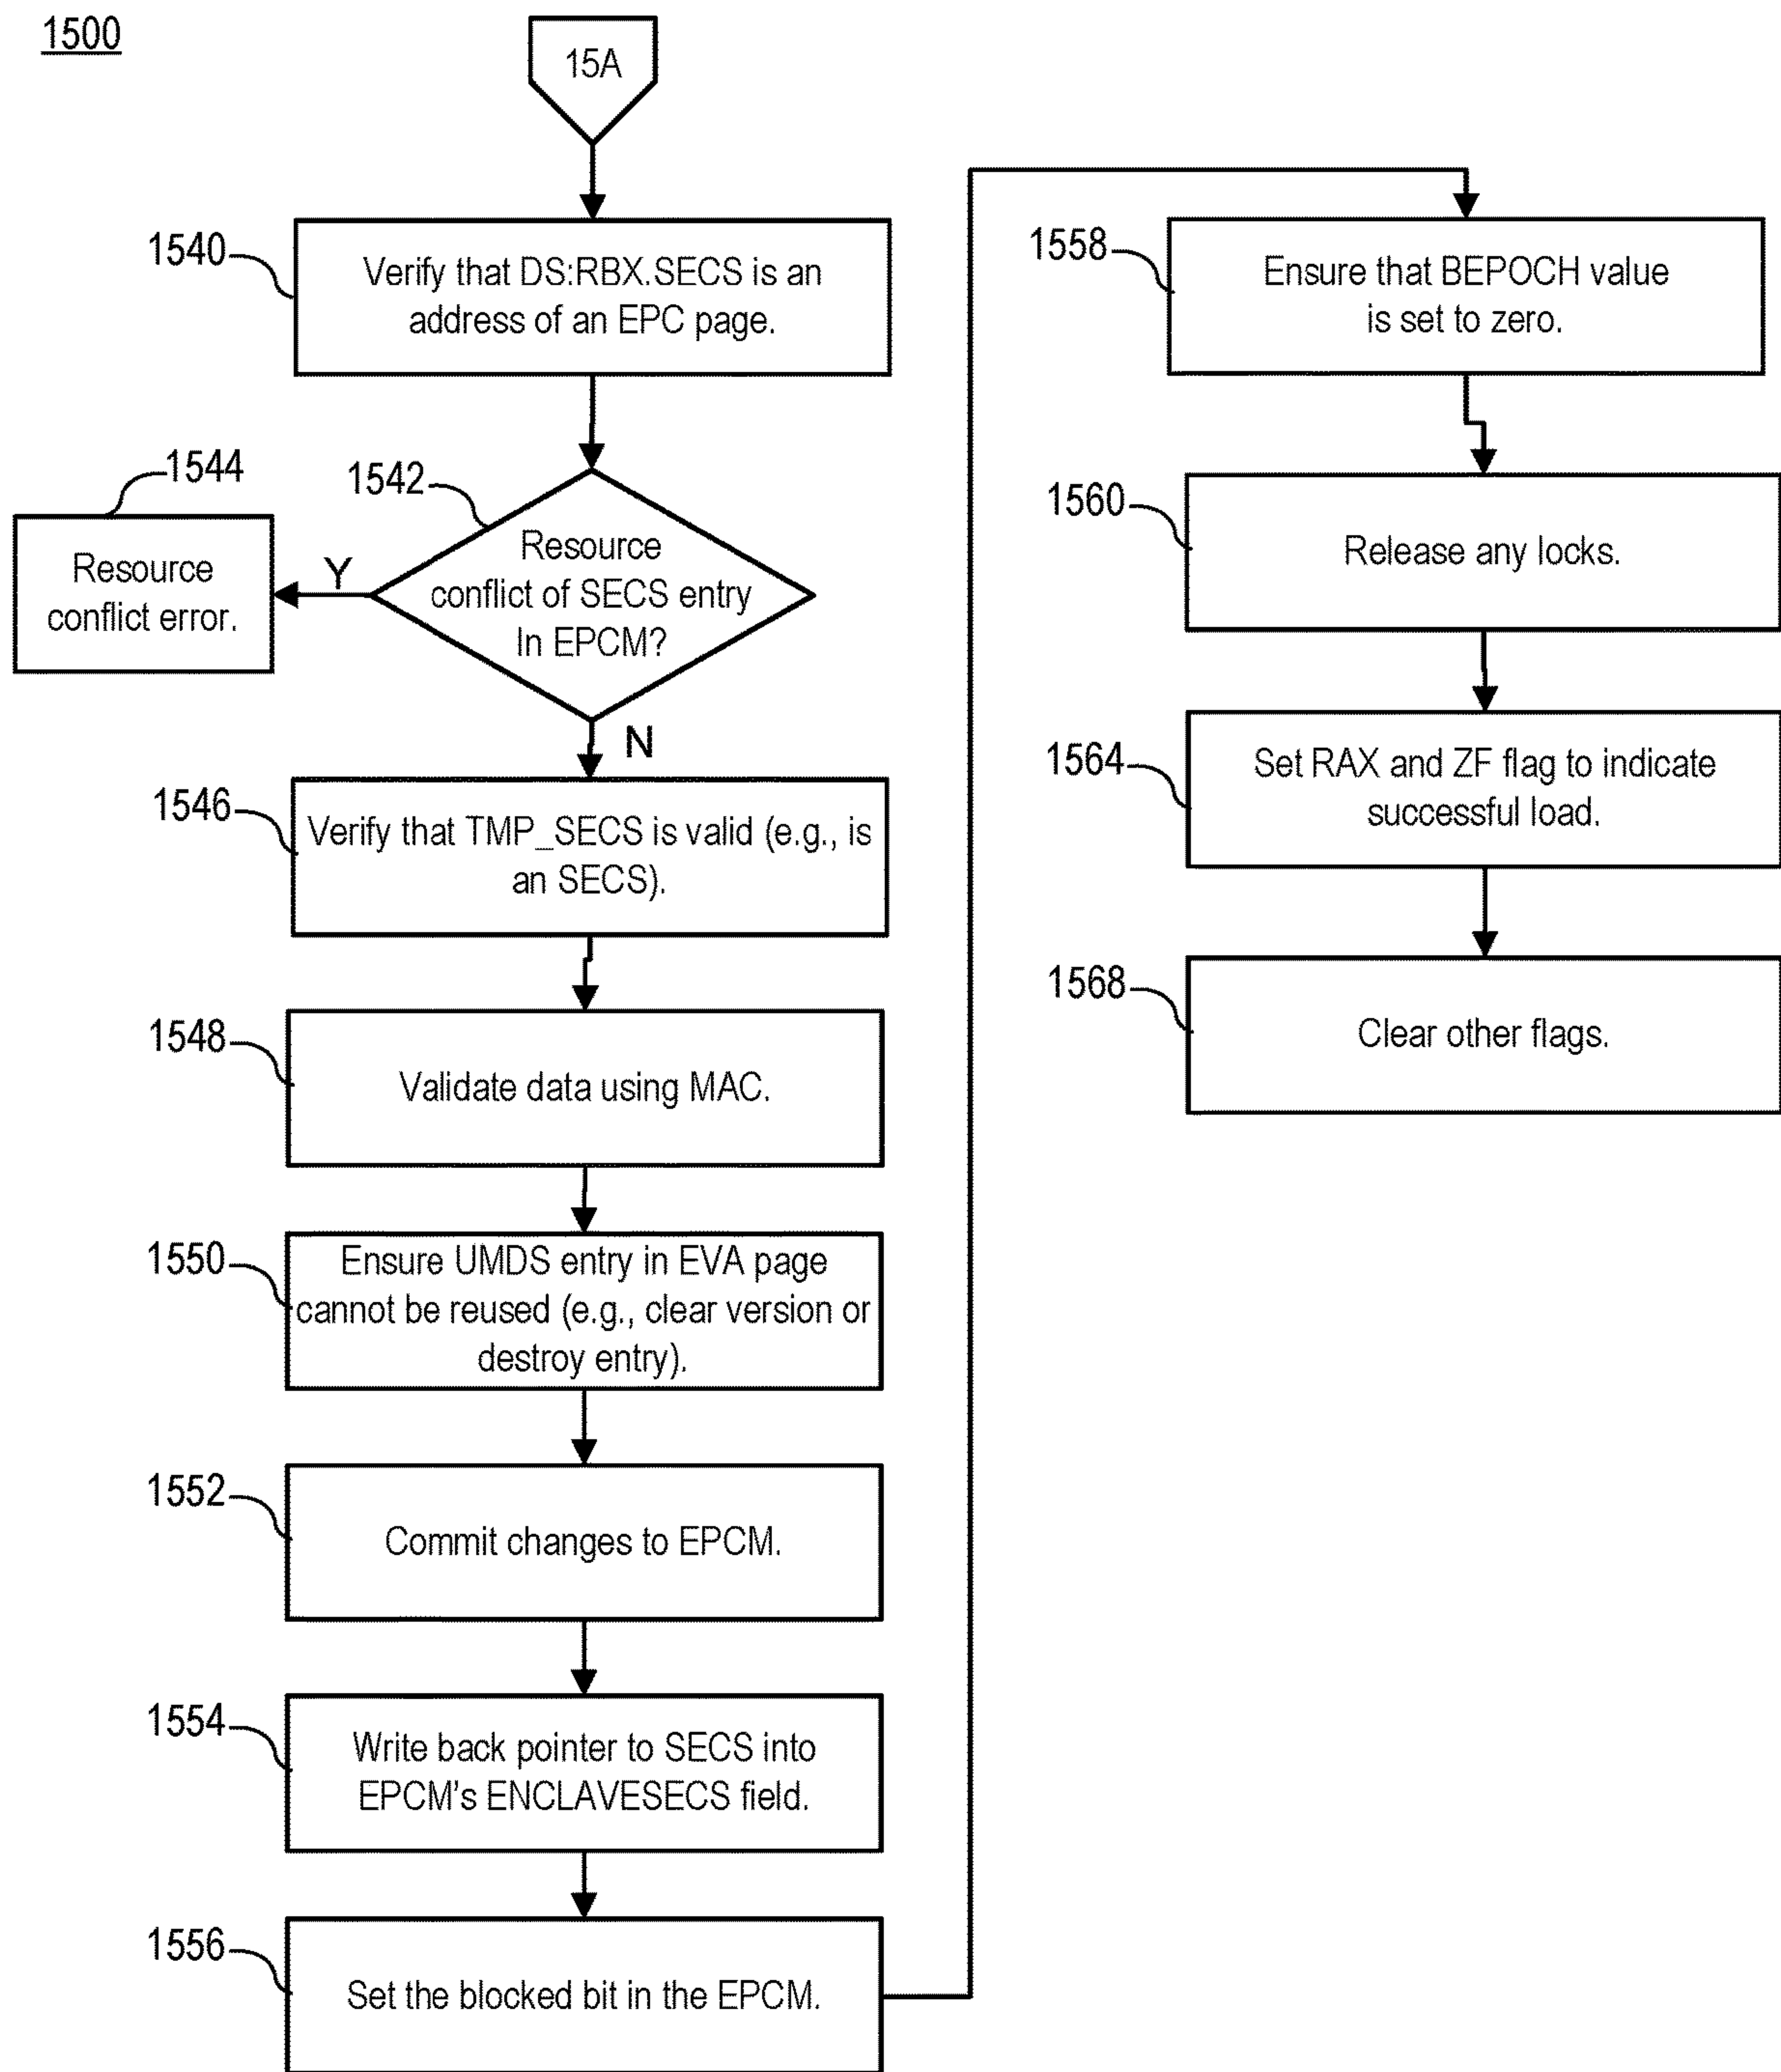 1500
15A
1540
Verify that DS:RBX.SECS is an
address of an EPC page.
1542
Resource
conflict of SECS entry
In EPCM?
Y
1544
Resource
conflict error.
N
1546
Verify that TMP_SECS is valid (e.g., is
an SECS).
1548
Validate data using MAC.
1550
Ensure UMDS entry in EVA page
cannot be reused (e.g., clear version or
destroy entry).
1552
Commit changes to EPCM.
1554
Write back pointer to SECS into
EPCM's ENCLAVESECS field.
1556
Set the blocked bit in the EPCM.
1558
Ensure that BEPOCH value
is set to zero.
1560
Release any locks.
1564
Set RAX and ZF flag to indicate
successful load.
1568
Clear other flags.